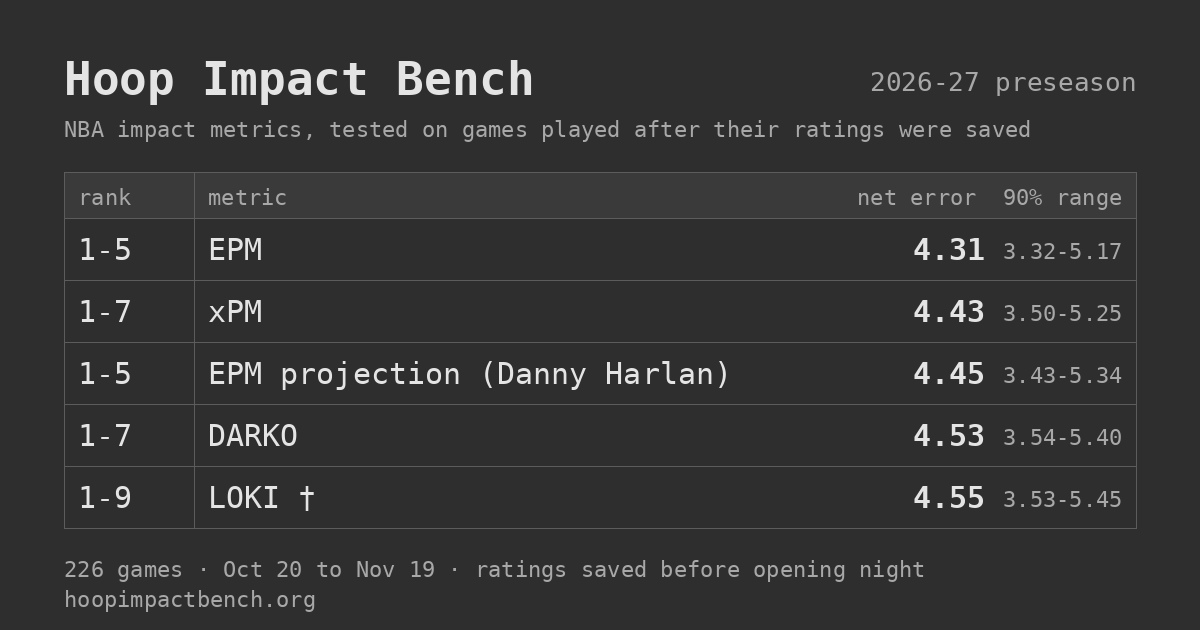 Hoop Impact Bench 2026-27 preseason
NBA impact metrics, tested on games played after their ratings were saved
rank metric net error 90% range
1-5 EPM 4.31 3.32-5.17
1-7 xPM 4.43 3.50-5.25
1-5 EPM projection (Danny Harlan) 4.45 3.43-5.34
1-7 DARKO 4.53 3.54-5.40
1-9 LOKI † 4.55 3.53-5.45
226 games · Oct 20 to Nov 19 · ratings saved before opening night
hoopimpactbench.org